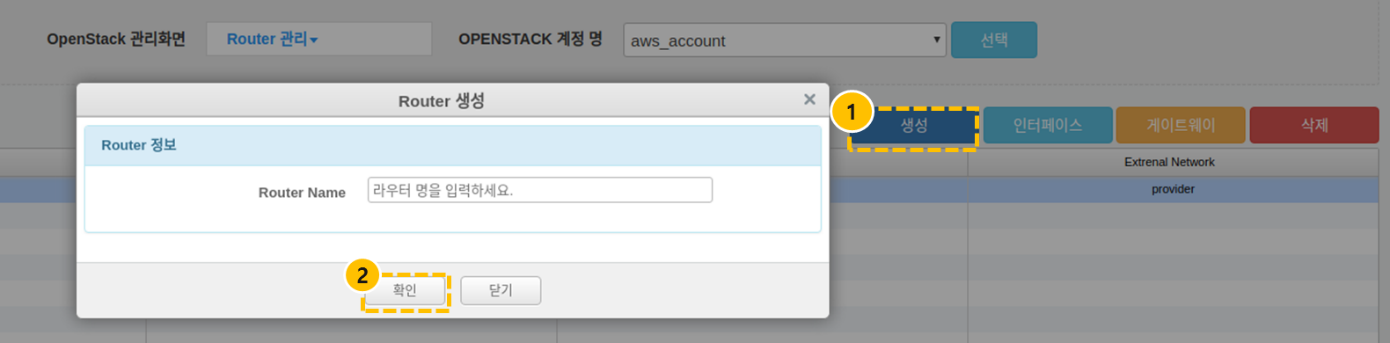 OpenStack 관리화면 Router 관리 OPENSTACK 계정 명 aws_account 선택
Router 생성 ×
1 생성 인터페이스 게이트웨이 삭제
Router 정보
Extrenal Network
Router Name 라우터 명을 입력하세요. provider
2 확인 닫기